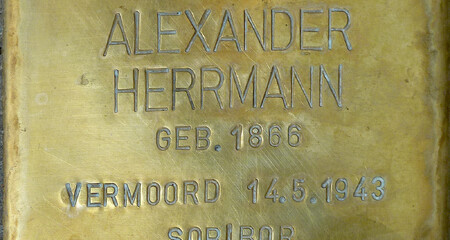 ALEXANDER
HERRMANN
GEB. 1866
VERMOORD 14.5.1943
SOBIBOR